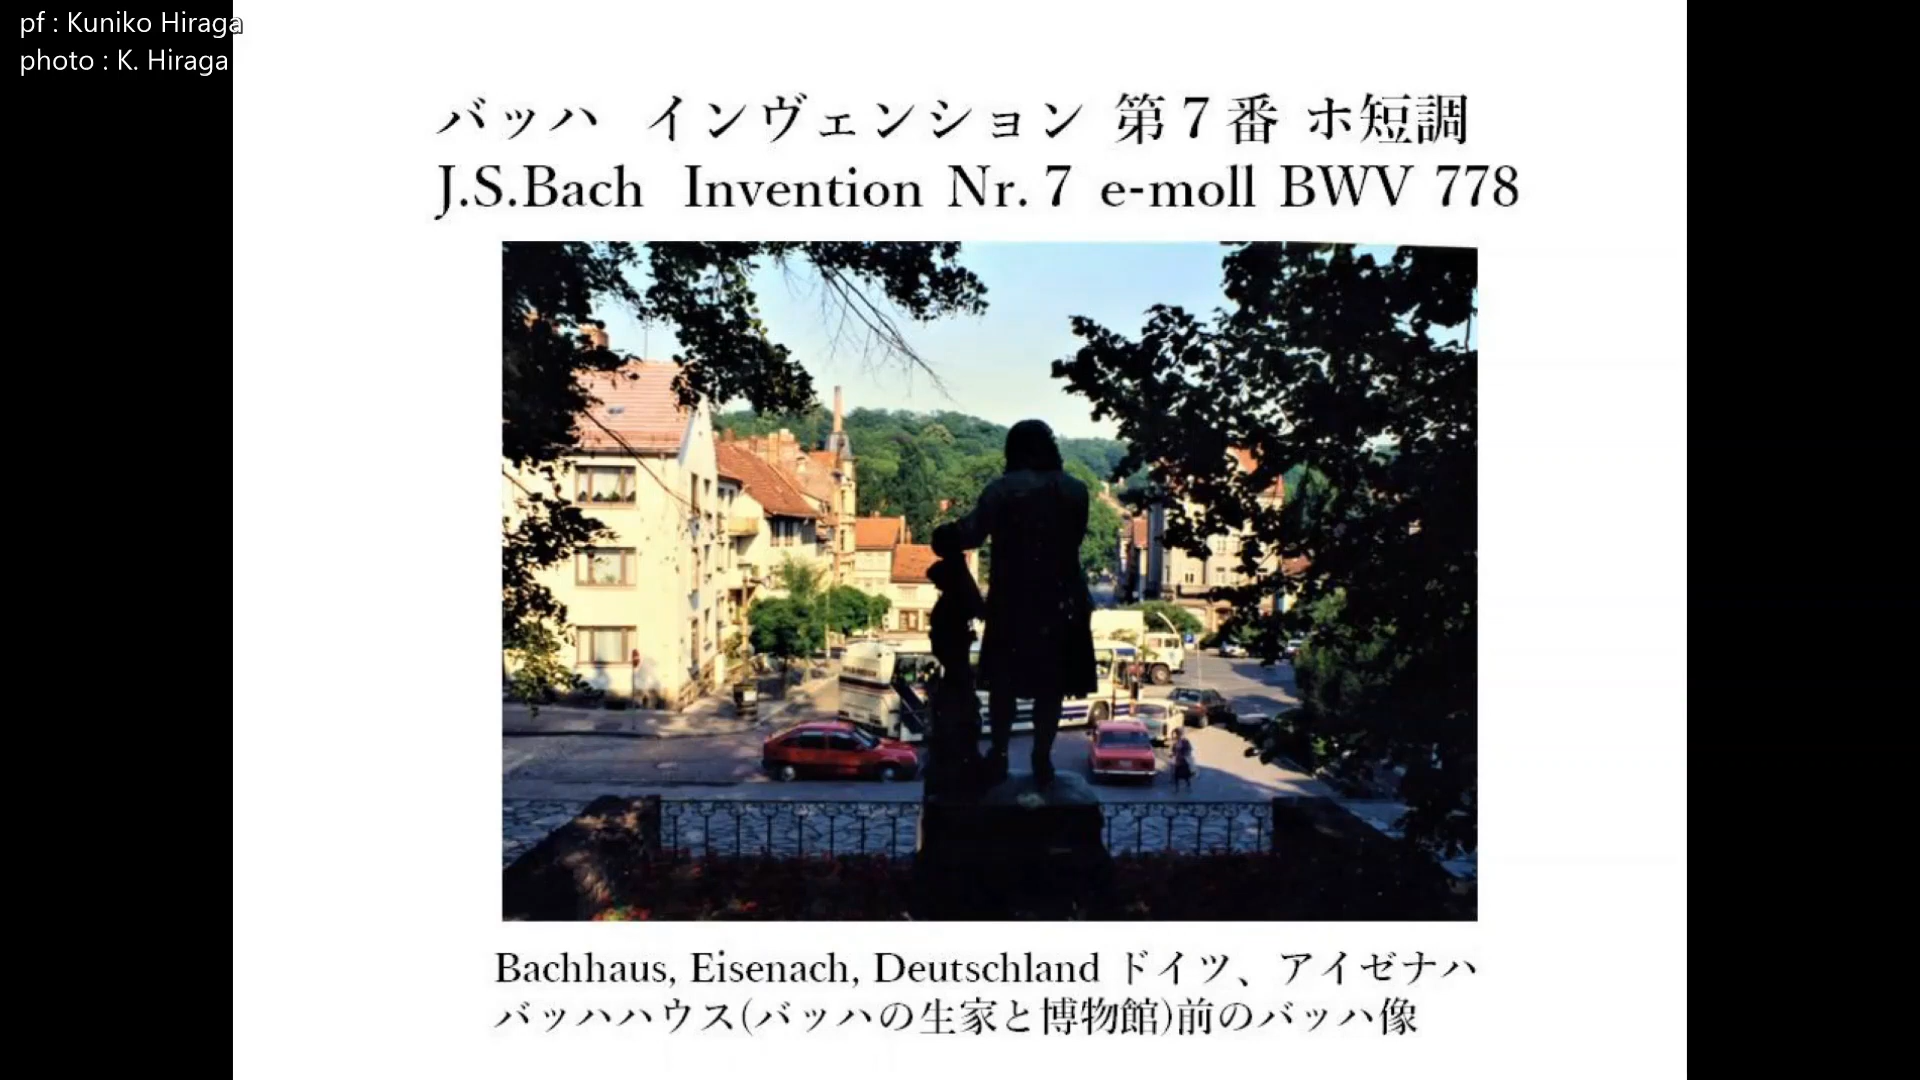 pf : Kuniko Hiraga
photo : K. Hiraga
バッハ インヴェンション 第7番 ホ短調
J.S.Bach Invention Nr. 7 e-moll BWV 778
Bachhaus, Eisenach, Deutschland ドイツ、アイゼナハ
バッハハウス(バッハの生家と博物館)前のバッハ像